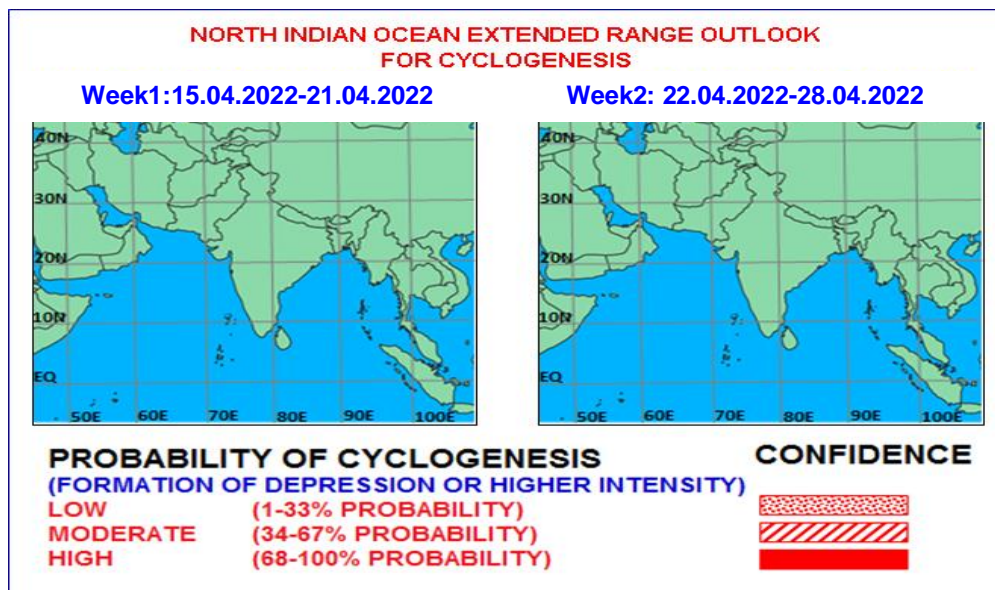 NORTH INDIAN OCEAN EXTENDED RANGE OUTLOOK
FOR CYCLOGENESIS
Week1:15.04.2022-21.04.2022
40N
30N
20N
10N
EQ
50E 60E 70E 80E 90E 100E
Week2: 22.04.2022-28.04.2022
40N
30N
20N
10N
EQ
50E 60E 70E 80E 90E 100E
PROBABILITY OF CYCLOGENESIS
(FORMATION OF DEPRESSION OR HIGHER INTENSITY)
CONFIDENCE
LOW (1-33% PROBABILITY)
MODERATE (34-67% PROBABILITY)
HIGH (68-100% PROBABILITY)